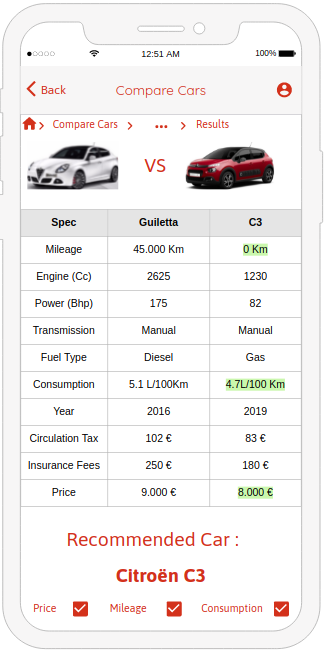 12:51 AM 100%
Back Compare Cars
Compare Cars ... Results
VS
Spec Guiletta C3
Mileage 45.000 Km 0 Km
Engine (Cc) 2625 1230
Power (Bhp) 175 82
Transmission Manual Manual
Fuel Type Diesel Gas
Consumption 5.1 L/100Km 4.7L/100 Km
Year 2016 2019
Circulation Tax 102 € 83 €
Insurance Fees 250 € 180 €
Price 9.000 € 8.000 €
Recommended Car :
Citroën C3
Price Mileage Consumption